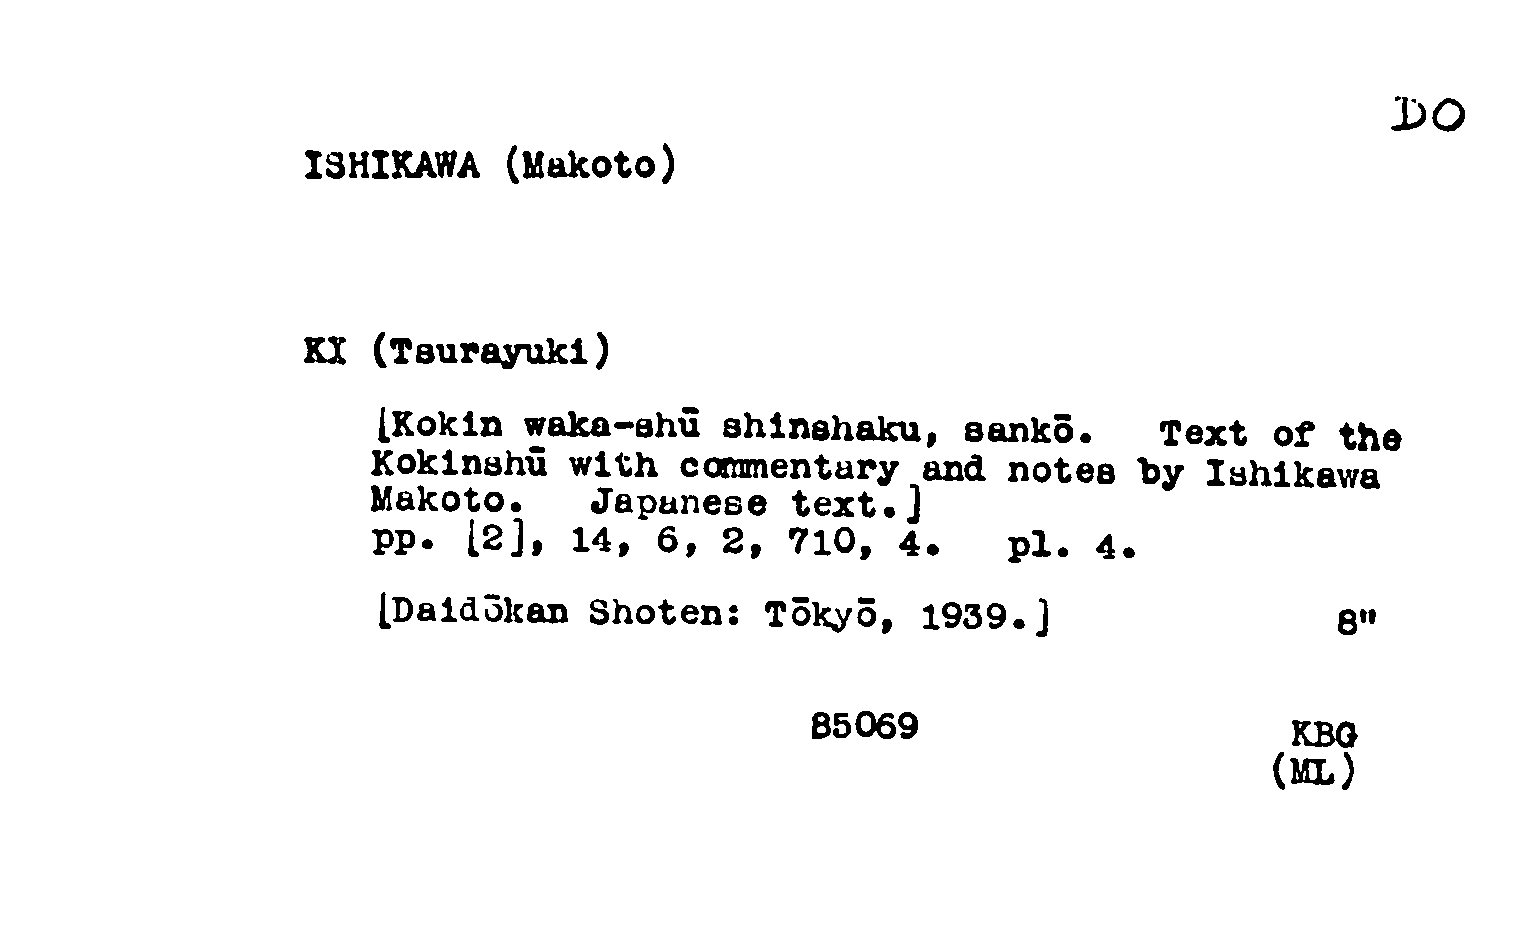 DO
ISHIKAWA (Makoto)
KI (Tsurayuki)
[Kokin waka-shū shinshaku, sankō. Text of the
Kokinshū with commentary and notes by Ishikawa
Makoto. Japanese text.]
pp. [2], 14, 6, 2, 710, 4. pl. 4.
[Daidōkan Shoten: Tōkyō, 1939.] 8"
85069 KBG
(ML)